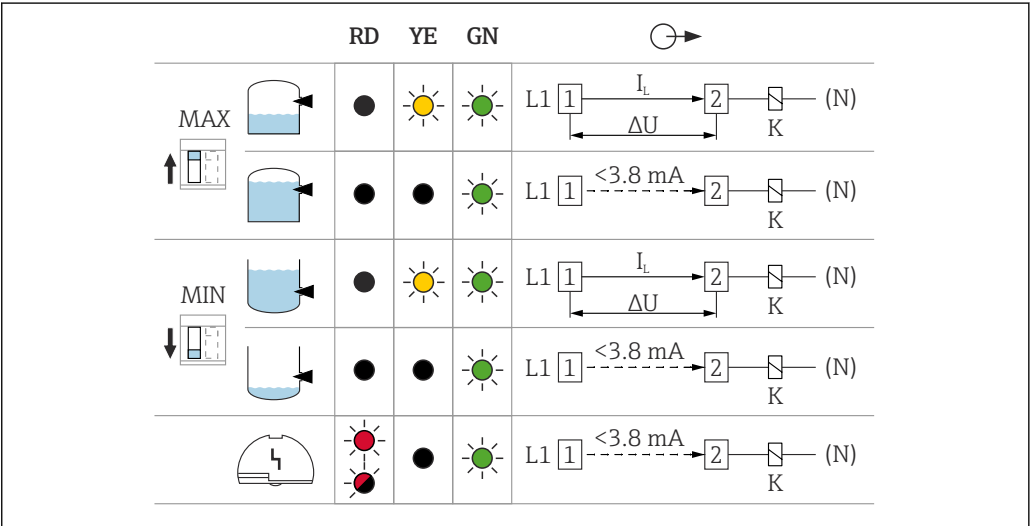 RD YE GN
MAX
L1 1 I_L 2 (N)
ΔU K
L1 1 <3.8 mA 2 (N)
K
MIN
L1 1 I_L 2 (N)
ΔU K
L1 1 <3.8 mA 2 (N)
K
L1 1 <3.8 mA 2 (N)
K